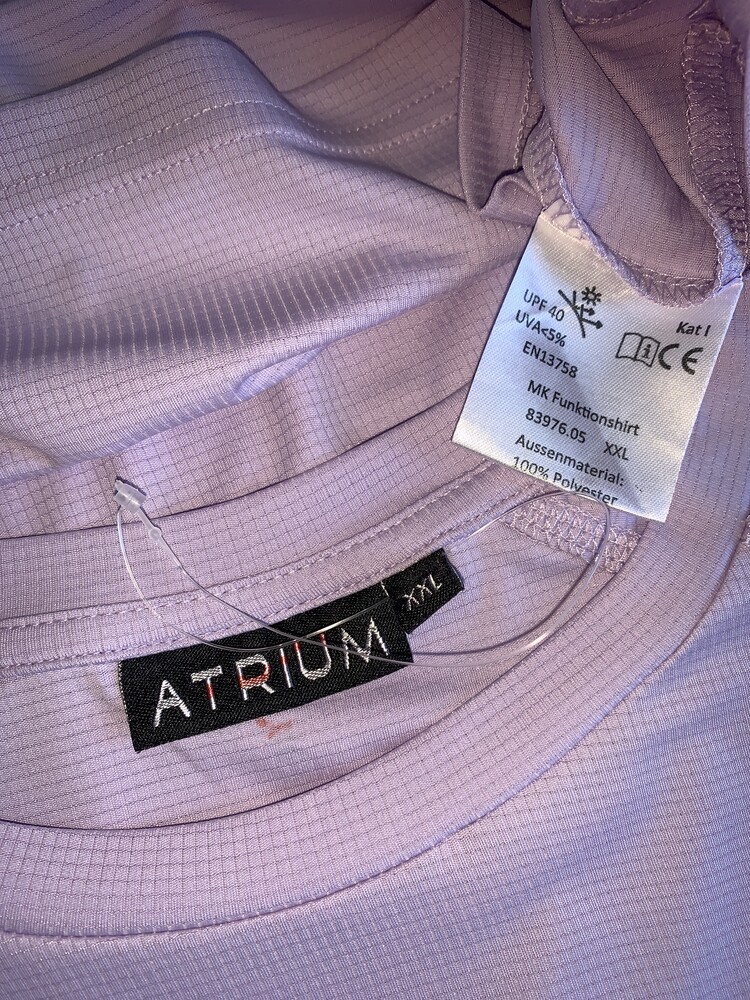 UPF 40
UVA<5%
EN13758
Kat I
CE
MK Funktionshirt
83976.05 XXL
Aussenmaterial:
100% Polyester
XXL
ATRIUM